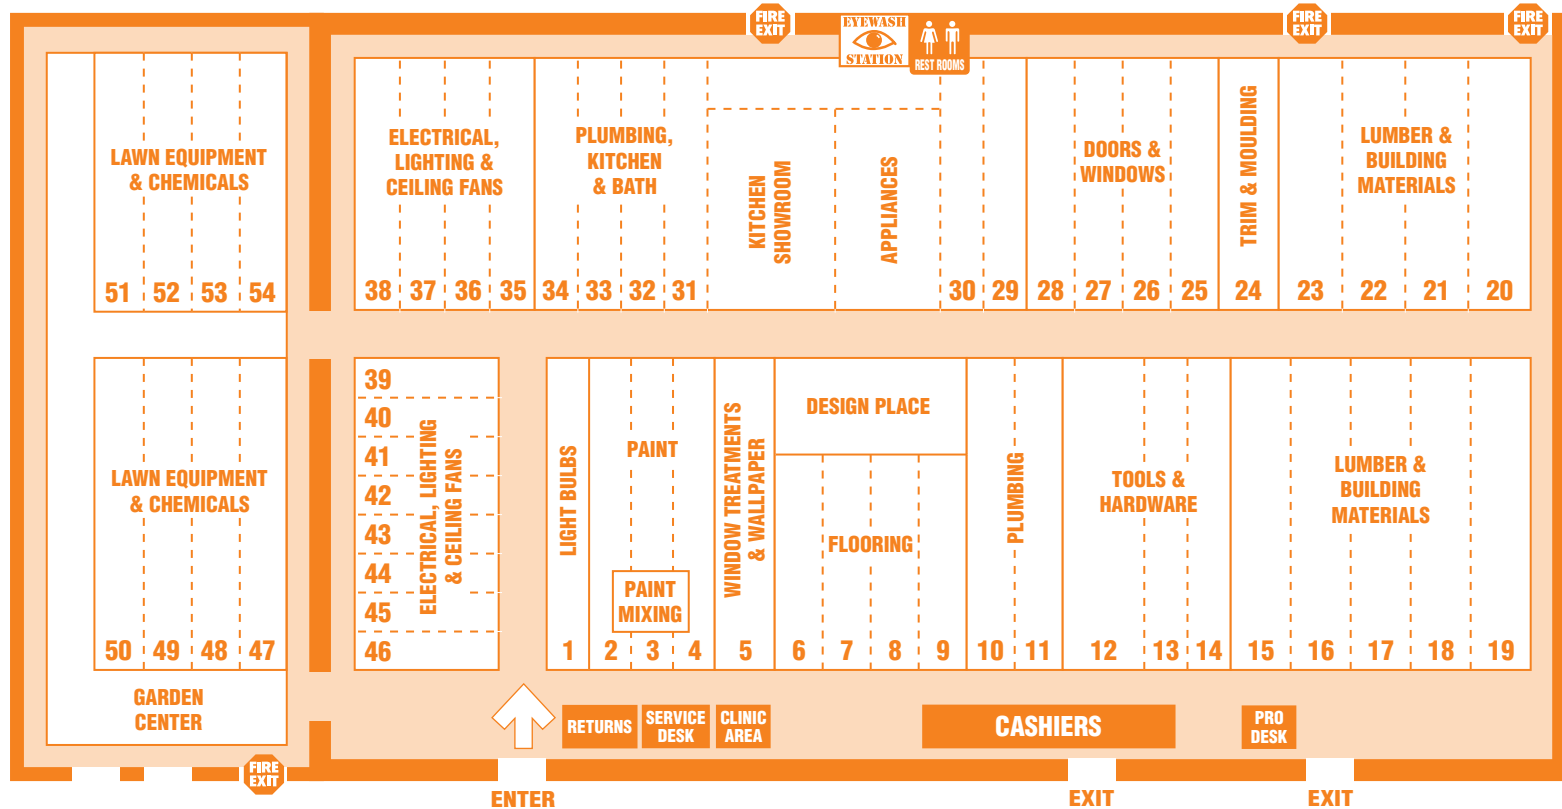 FIRE
EXIT
FIRE
EXIT
FIRE
EXIT
EYEWASH
STATION
REST ROOMS
LAWN EQUIPMENT
& CHEMICALS
51 52 53 54
ELECTRICAL,
LIGHTING &
CEILING FANS
38 37 36 35
PLUMBING,
KITCHEN
& BATH
34 33 32 31
KITCHEN
SHOWROOM
APPLIANCES
30 29
DOORS &
WINDOWS
28 27 26 25
TRIM & MOULDING
24
LUMBER &
BUILDING
MATERIALS
23 22 21 20
LAWN EQUIPMENT
& CHEMICALS
50 49 48 47
GARDEN
CENTER
39
40
41
42
43
44
45
46
ELECTRICAL, LIGHTING
& CEILING FANS
LIGHT BULBS
1
PAINT
PAINT
MIXING
2 3 4
WINDOW TREATMENTS
& WALLPAPER
5
DESIGN PLACE
FLOORING
6 7 8 9
PLUMBING
10 11
TOOLS &
HARDWARE
12 13 14
LUMBER &
BUILDING
MATERIALS
15 16 17 18 19
RETURNS
SERVICE
DESK
CLINIC
AREA
CASHIERS
PRO
DESK
FIRE
EXIT
ENTER
EXIT
EXIT